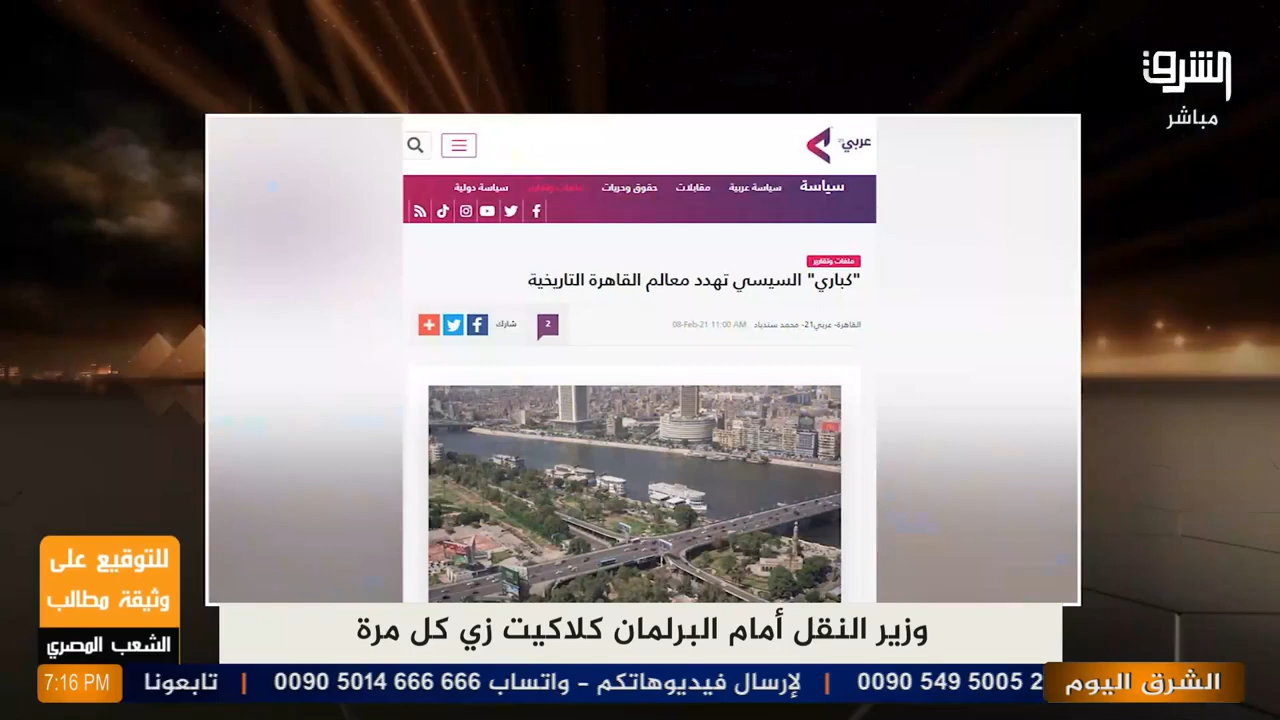 الشرق
مباشر
عربي21
سياسة
سياسة عربية
مقابلات
حقوق وحريات
ملفات وتقارير
سياسة دولية
ملفات وتقارير
"كباري" السيسي تهدد معالم القاهرة التاريخية
القاهرة- عربي21- محمد سندباد 08-Feb-21 11:00 AM
2
شارك
للتوقيع على
وثيقة مطالب
الشعب المصري
وزير النقل أمام البرلمان كلاكيت زي كل مرة
الشرق اليوم
0090 549 5005 2 | لإرسال فيديوهاتكم - واتساب 666 666 5014 0090 | تابعونا
7:16 PM